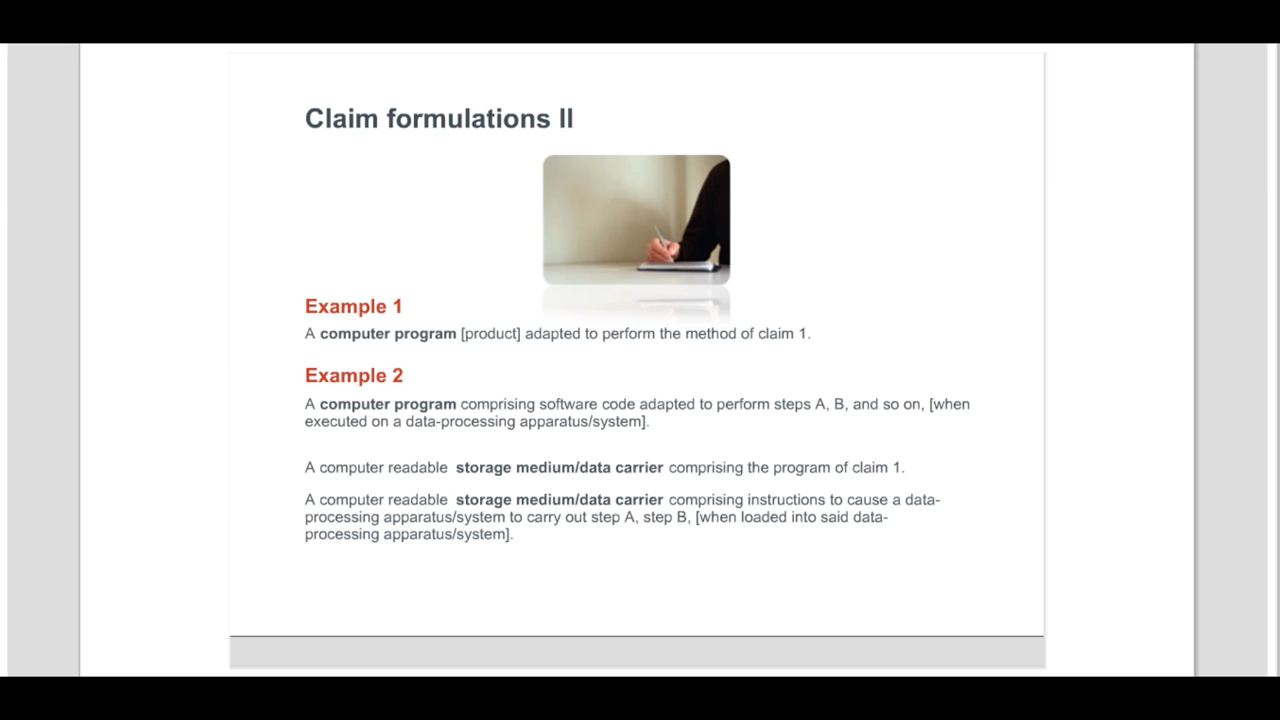 Claim formulations II
Example 1
A computer program [product] adapted to perform the method of claim 1.
Example 2
A computer program comprising software code adapted to perform steps A, B, and so on, [when
executed on a data-processing apparatus/system].
A computer readable storage medium/data carrier comprising the program of claim 1.
A computer readable storage medium/data carrier comprising instructions to cause a data-
processing apparatus/system to carry out step A, step B, [when loaded into said data-
processing apparatus/system].